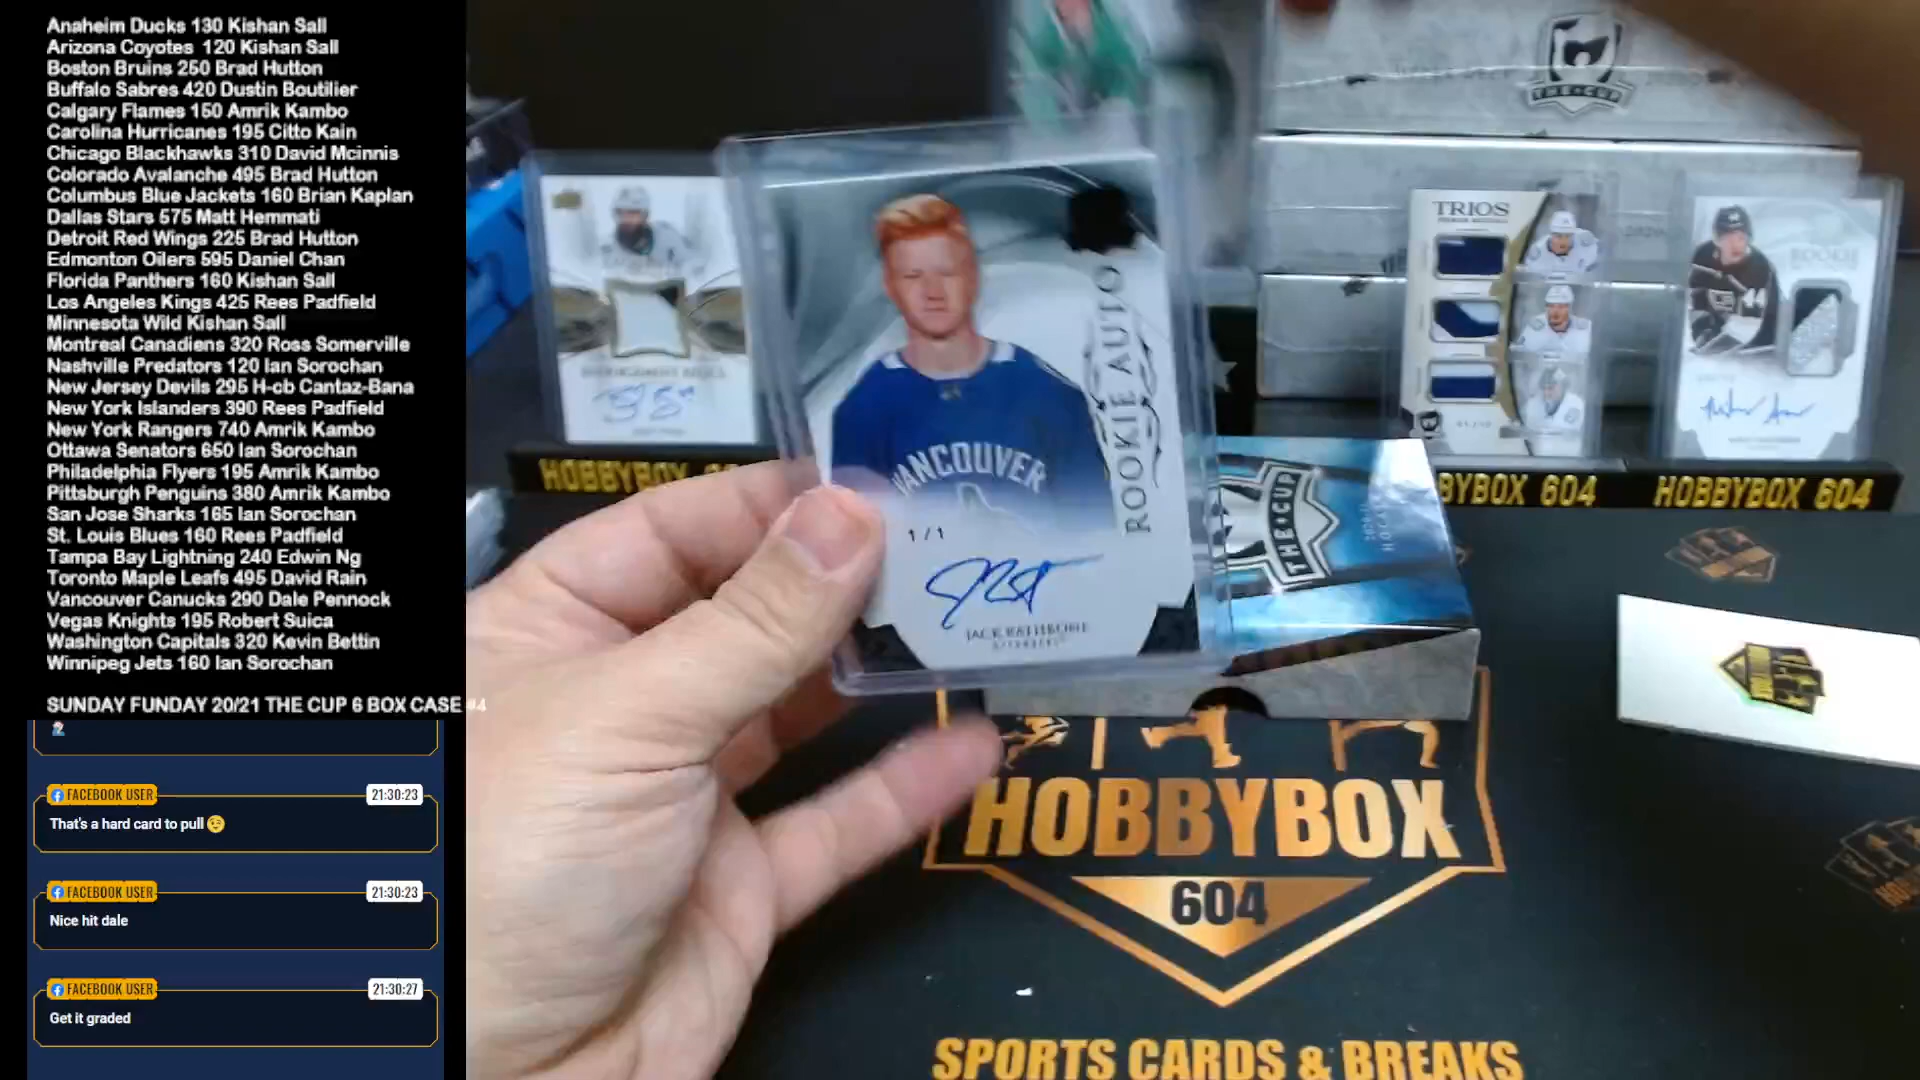 Anaheim Ducks 130 Kishan Sall
Arizona Coyotes 120 Kishan Sall
Boston Bruins 250 Brad Hutton
Buffalo Sabres 420 Dustin Boutilier
Calgary Flames 150 Amrik Kambo
Carolina Hurricanes 195 Citto Kain
Chicago Blackhawks 310 David Mcinnis
Colorado Avalanche 495 Brad Hutton
Columbus Blue Jackets 160 Brian Kaplan
Dallas Stars 575 Matt Hemmati
Detroit Red Wings 225 Brad Hutton
Edmonton Oilers 595 Daniel Chan
Florida Panthers 160 Kishan Sall
Los Angeles Kings 425 Rees Padfield
Minnesota Wild Kishan Sall
Montreal Canadiens 320 Ross Somerville
Nashville Predators 120 Ian Sorochan
New Jersey Devils 295 H-cb Cantaz-Bana
New York Islanders 390 Rees Padfield
New York Rangers 740 Amrik Kambo
Ottawa Senators 650 Ian Sorochan
Philadelphia Flyers 195 Amrik Kambo
Pittsburgh Penguins 380 Amrik Kambo
San Jose Sharks 165 Ian Sorochan
St. Louis Blues 160 Rees Padfield
Tampa Bay Lightning 240 Edwin Ng
Toronto Maple Leafs 495 David Rain
Vancouver Canucks 290 Dale Pennock
Vegas Knights 195 Robert Suica
Washington Capitals 320 Kevin Bettin
Winnipeg Jets 160 Ian Sorochan
SUNDAY FUNDAY 20/21 THE CUP 6 BOX CASE #4
FACEBOOK USER 21:30:23
That's a hard card to pull 😉
FACEBOOK USER 21:30:23
Nice hit dale
FACEBOOK USER 21:30:27
Get it graded
THE CUP
TRIOS
ROOKIE
44
ROOKIE AUTO
VANCOUVER
1/1
JACK RATHBONE
THE CUP
HOBBYBOX
BYBOX 604
HOBBYBOX 604
HOBBYBOX
604
SPORTS CARDS & BREAKS